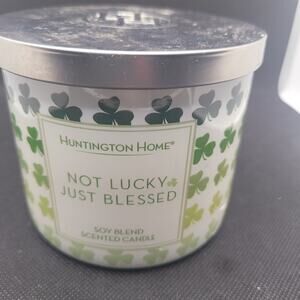 HUNTINGTON HOME®
NOT LUCKY
JUST BLESSED
SOY BLEND
SCENTED CANDLE